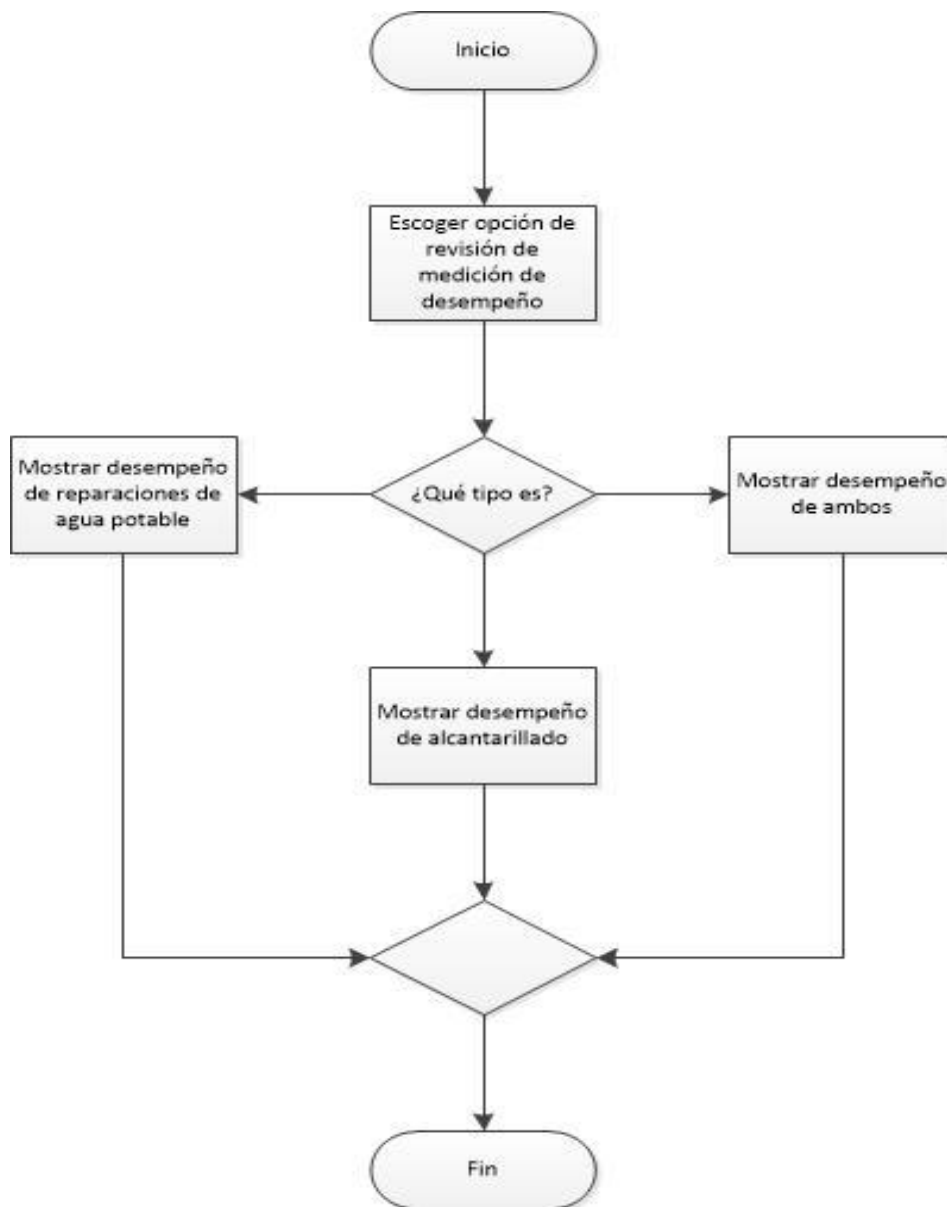 Inicio
Escoger opción de
revisión de
medición de
desempeño
Mostrar desempeño
de reparaciones de
agua potable
¿Qué tipo es?
Mostrar desempeño
de ambos
Mostrar desempeño
de alcantarillado
Fin